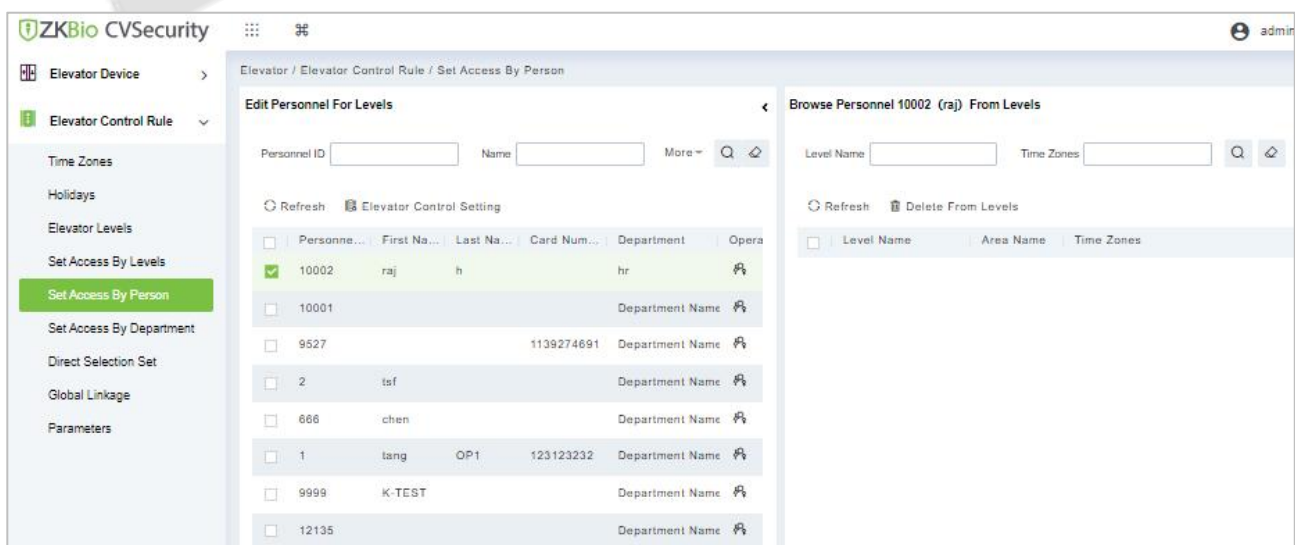 ZKBio CVSecurity
admin
Elevator Device
Elevator Control Rule
Time Zones
Holidays
Elevator Levels
Set Access By Levels
Set Access By Person
Set Access By Department
Direct Selection Set
Global Linkage
Parameters
Elevator / Elevator Control Rule / Set Access By Person
Edit Personnel For Levels
Personnel ID Name More
Refresh Elevator Control Setting
Personne... First Na... Last Na... Card Num... Department Opera
10002 raj h hr
10001 Department Name
9527 1139274691 Department Name
2 tsf Department Name
666 chen Department Name
1 tang OP1 123123232 Department Name
9999 K-TEST Department Name
12135 Department Name
Browse Personnel 10002 (raj) From Levels
Level Name Time Zones
Refresh Delete From Levels
Level Name Area Name Time Zones